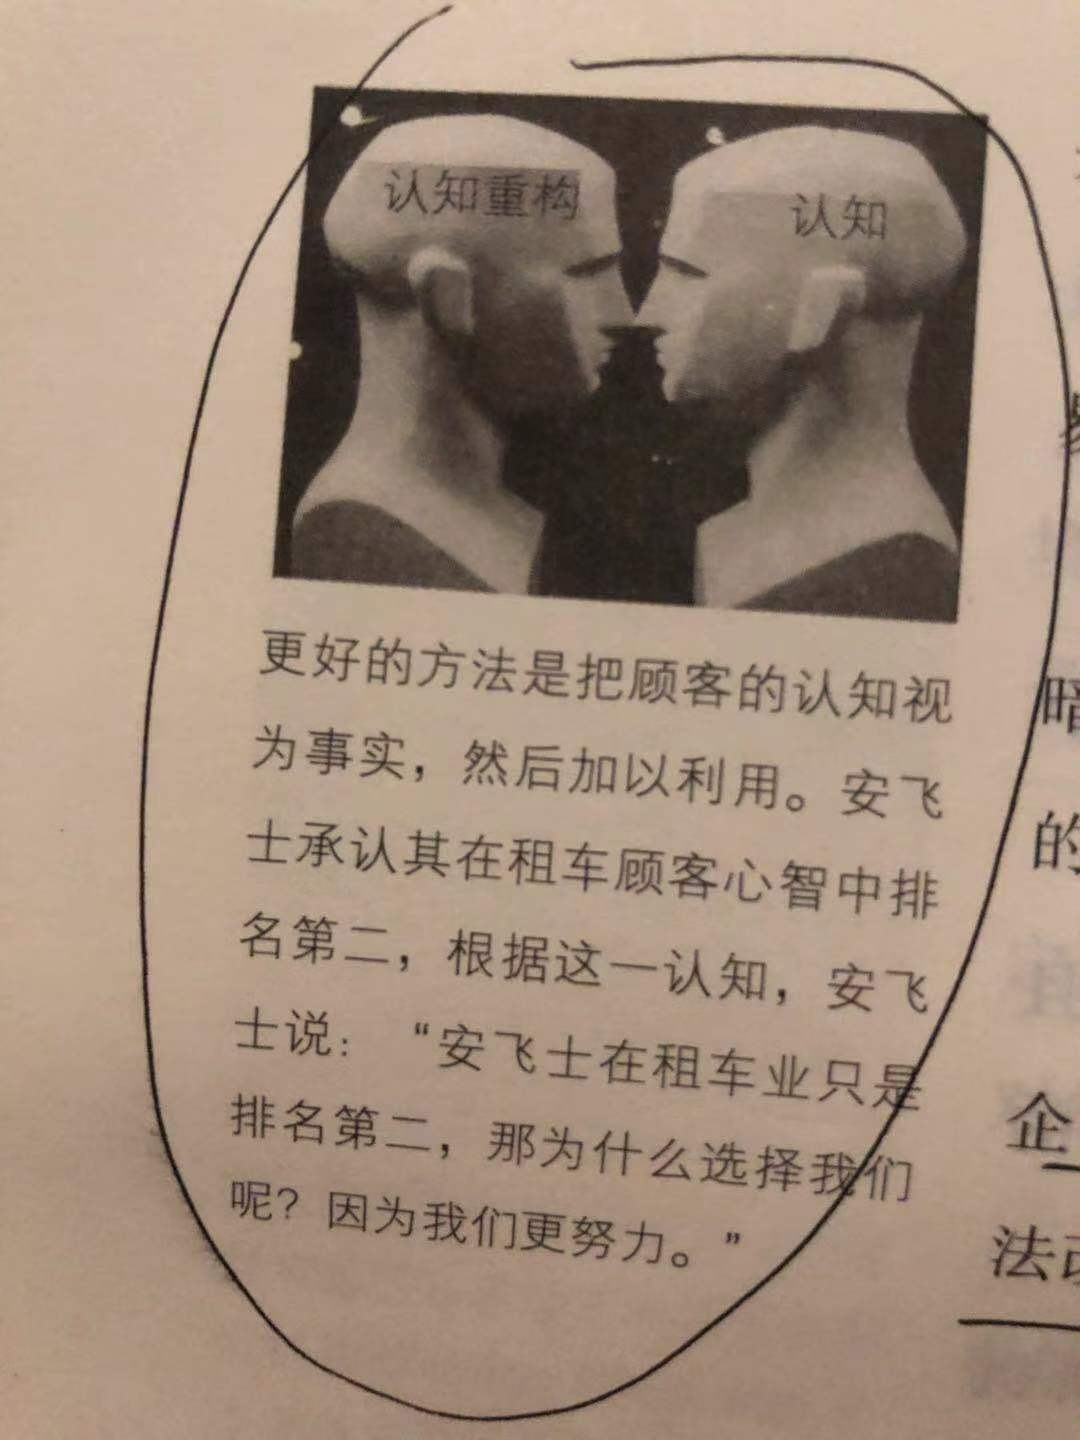 认知重构
认知
更好的方法是把顾客的认知视
为事实，然后加以利用。安飞
士承认其在租车顾客心智中排
名第二，根据这一认知，安飞
士说：“安飞士在租车业只是
排名第二，那为什么选择我们
呢？因为我们更努力。”
暗
的
企
法